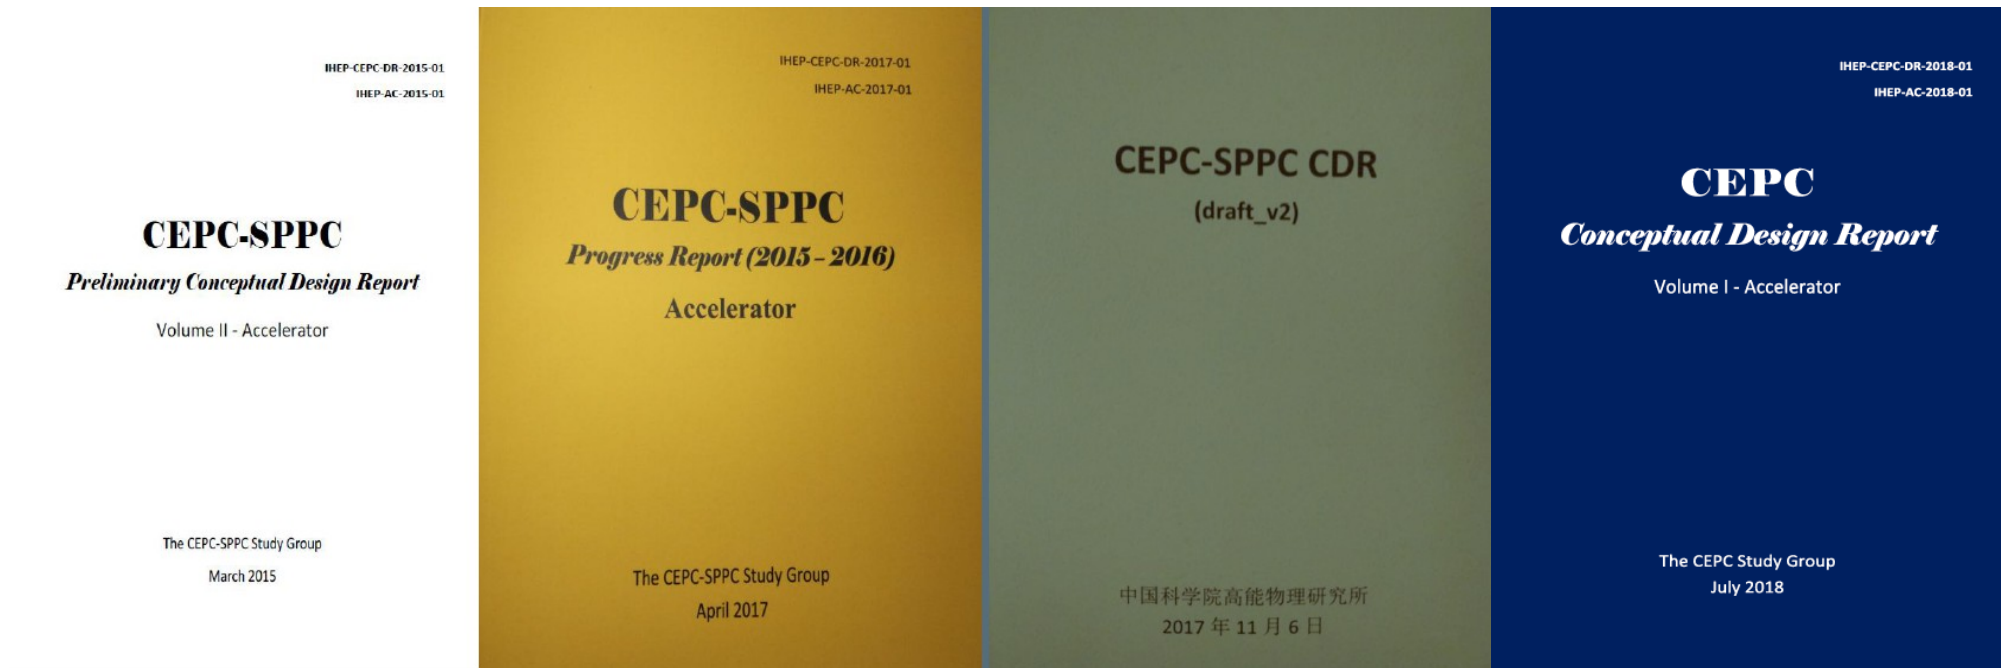 IHEP-CEPC-DR-2015-01
IHEP-AC-2015-01
CEPC-SPPC
Preliminary Conceptual Design Report
Volume II - Accelerator
The CEPC-SPPC Study Group
March 2015
IHEP-CEPC-DR-2017-01
IHEP-AC-2017-01
CEPC-SPPC
Progress Report (2015 – 2016)
Accelerator
The CEPC-SPPC Study Group
April 2017
CEPC-SPPC CDR
(draft_v2)
中国科学院高能物理研究所
2017 年 11 月 6 日
IHEP-CEPC-DR-2018-01
IHEP-AC-2018-01
CEPC
Conceptual Design Report
Volume I - Accelerator
The CEPC Study Group
July 2018